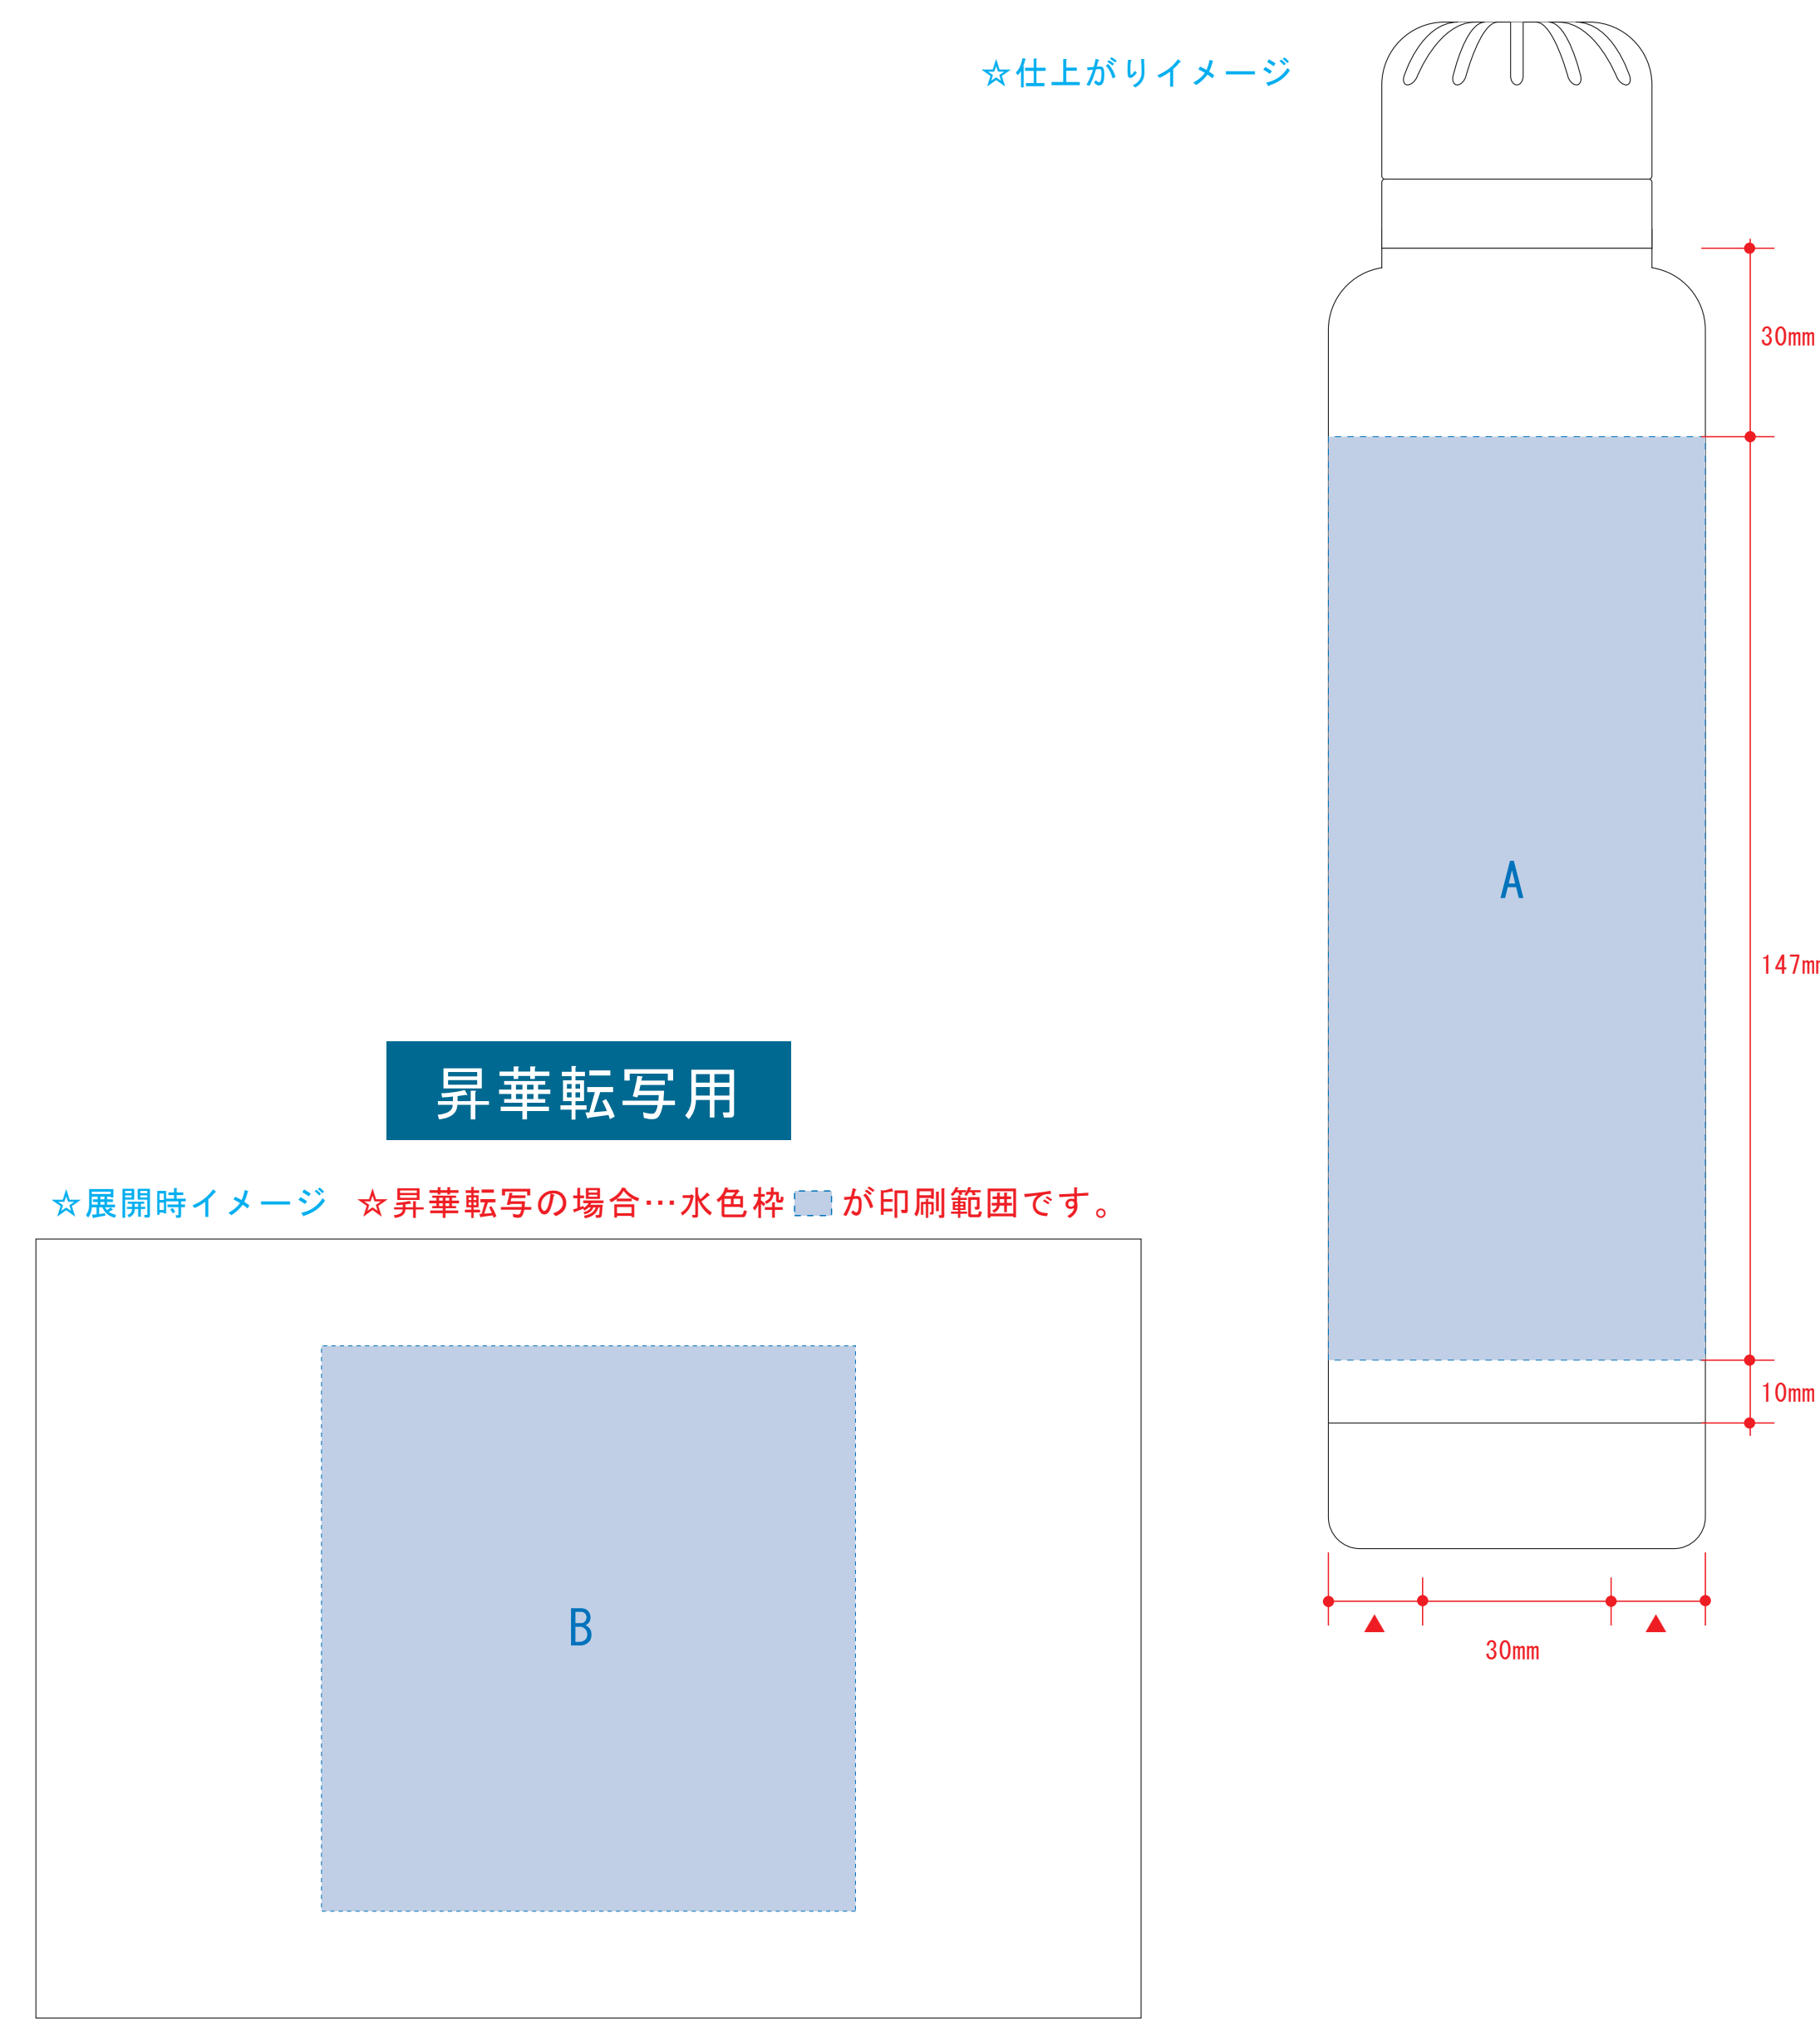 ☆仕上がりイメージ
30mm
A
147mm
昇華転写用
☆展開時イメージ ☆昇華転写の場合…水色枠 が印刷範囲です。
10mm
B
30mm